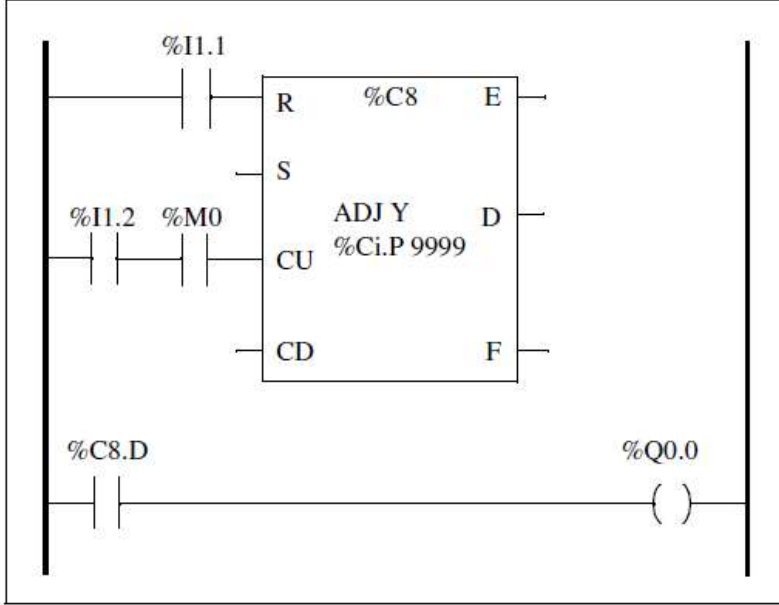 %I1.1
R %C8 E
S
%I1.2 %M0 ADJ Y D
CU %Ci.P 9999
CD F
%C8.D %Q0.0